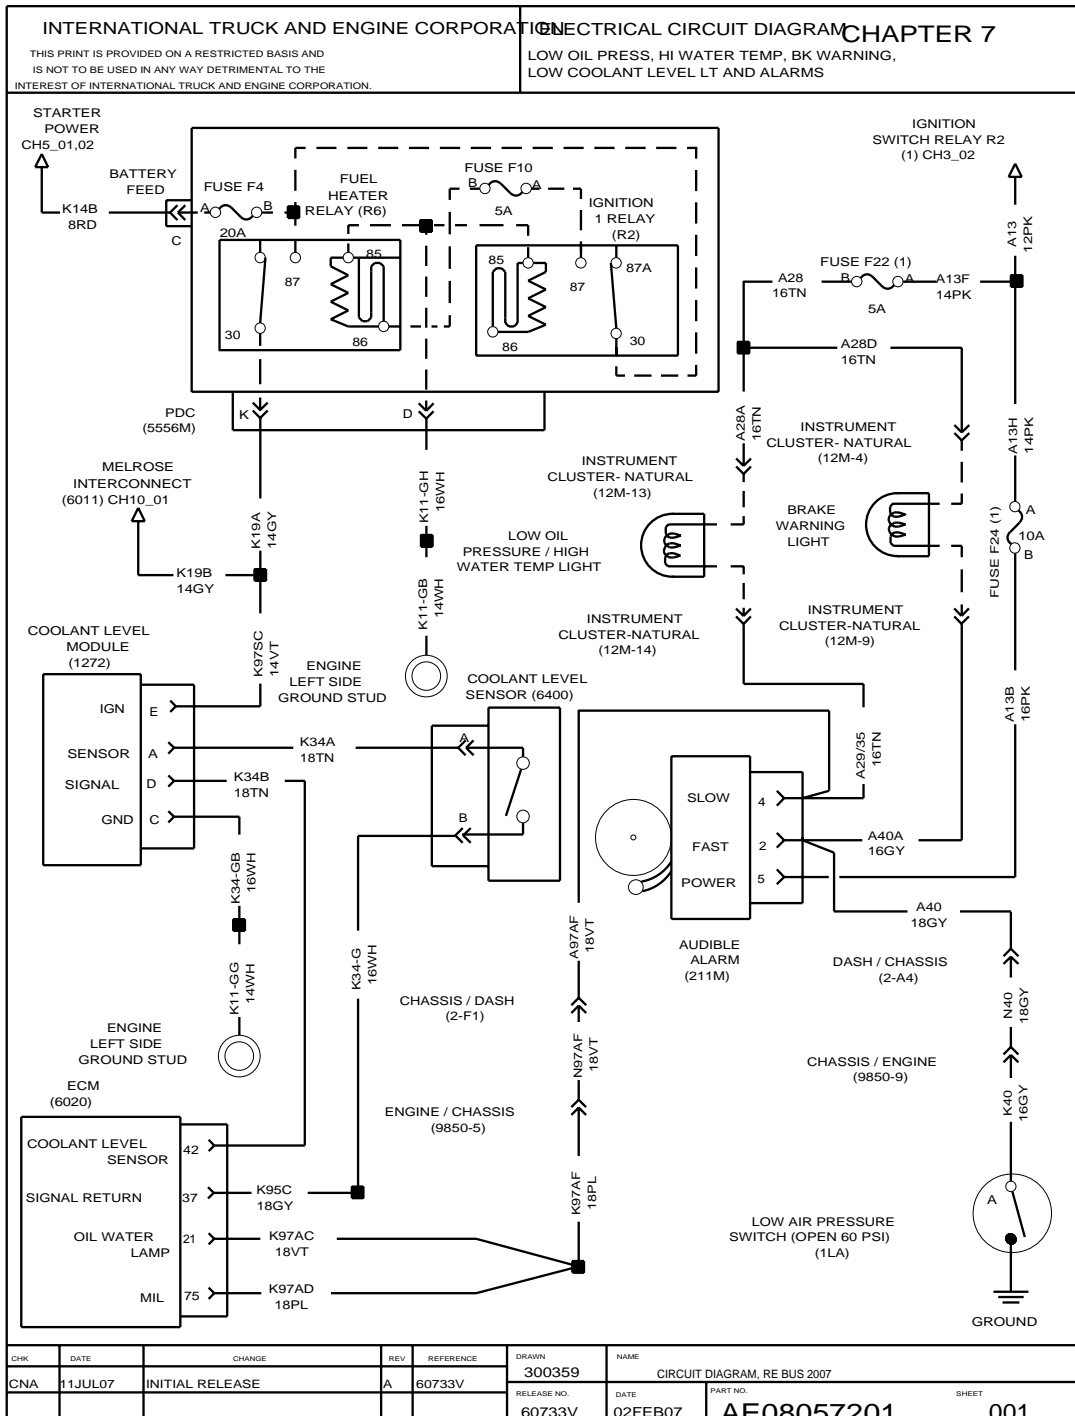 INTERNATIONAL TRUCK AND ENGINE CORPORATION
THIS PRINT IS PROVIDED ON A RESTRICTED BASIS AND
IS NOT TO BE USED IN ANY WAY DETRIMENTAL TO THE
INTEREST OF INTERNATIONAL TRUCK AND ENGINE CORPORATION.
ELECTRICAL CIRCUIT DIAGRAM
CHAPTER 7
LOW OIL PRESS, HI WATER TEMP, BK WARNING,
LOW COOLANT LEVEL LT AND ALARMS
STARTER
POWER
CH5_01,02
BATTERY
FEED
K14B
8RD
C
FUSE F4
A
B
20A
FUEL
HEATER
RELAY (R6)
FUSE F10
B
A
5A
IGNITION
1 RELAY
(R2)
87
85
30
86
85
87
87A
86
30
IGNITION
SWITCH RELAY R2
(1) CH3_02
A13
12PK
FUSE F22 (1)
A28
16TN
B
A
5A
A13F
14PK
A28D
16TN
PDC
(5556M)
K
D
A28A
16TN
A13H
14PK
INSTRUMENT
CLUSTER- NATURAL
(12M-4)
INSTRUMENT
CLUSTER- NATURAL
(12M-13)
MELROSE
INTERCONNECT
(6011) CH10_01
K19A
14GY
K11-GH
16WH
LOW OIL
PRESSURE / HIGH
WATER TEMP LIGHT
BRAKE
WARNING
LIGHT
FUSE F24 (1)
A
10A
B
K19B
14GY
K11-GB
14WH
INSTRUMENT
CLUSTER-NATURAL
(12M-14)
INSTRUMENT
CLUSTER-NATURAL
(12M-9)
COOLANT LEVEL
MODULE
(1272)
K97SC
14VT
ENGINE
LEFT SIDE
GROUND STUD
COOLANT LEVEL
SENSOR (6400)
A13B
16PK
IGN
E
SENSOR
A
SIGNAL
D
GND
C
K34A
18TN
K34B
18TN
A
B
A29/35
16TN
SLOW
4
FAST
2
POWER
5
A40A
16GY
K34-GB
16WH
A40
18GY
AUDIBLE
ALARM
(211M)
DASH / CHASSIS
(2-A4)
K11-GG
14WH
K34-G
16WH
A97AF
18VT
CHASSIS / DASH
(2-F1)
N40
18GY
ENGINE
LEFT SIDE
GROUND STUD
N97AF
18VT
CHASSIS / ENGINE
(9850-9)
ECM
(6020)
ENGINE / CHASSIS
(9850-5)
K40
16GY
COOLANT LEVEL
SENSOR
42
SIGNAL RETURN
37
OIL WATER
LAMP
21
MIL
75
K95C
18GY
K97AC
18VT
K97AD
18PL
K97AF
18PL
A
LOW AIR PRESSURE
SWITCH (OPEN 60 PSI)
(1LA)
GROUND
CHK
DATE
CHANGE
REV
REFERENCE
DRAWN
NAME
CNA
11JUL07
INITIAL RELEASE
A
60733V
300359
CIRCUIT DIAGRAM, RE BUS 2007
RELEASE NO.
DATE
PART NO.
SHEET
60733V
02FEB07
AE08057201
001